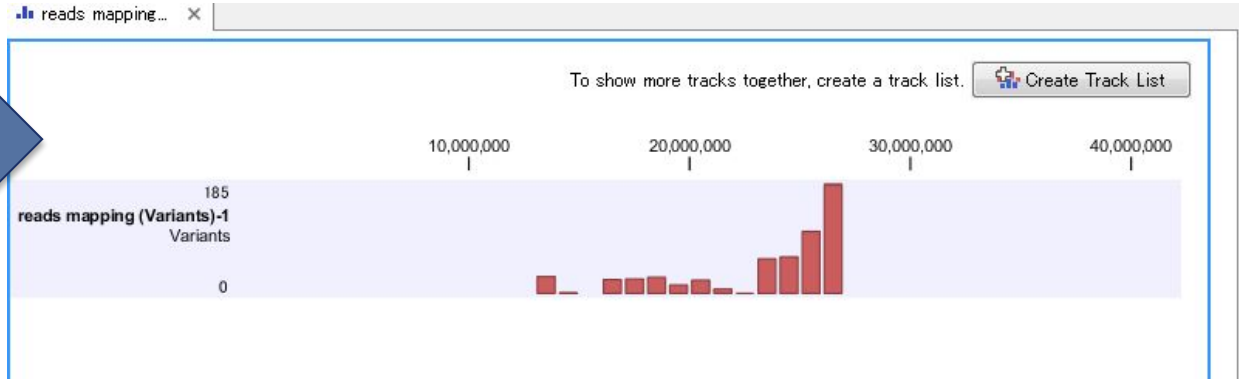 reads mapping...
To show more tracks together, create a track list. Create Track List
10,000,000 20,000,000 30,000,000 40,000,000
185
reads mapping (Variants)-1
Variants
0